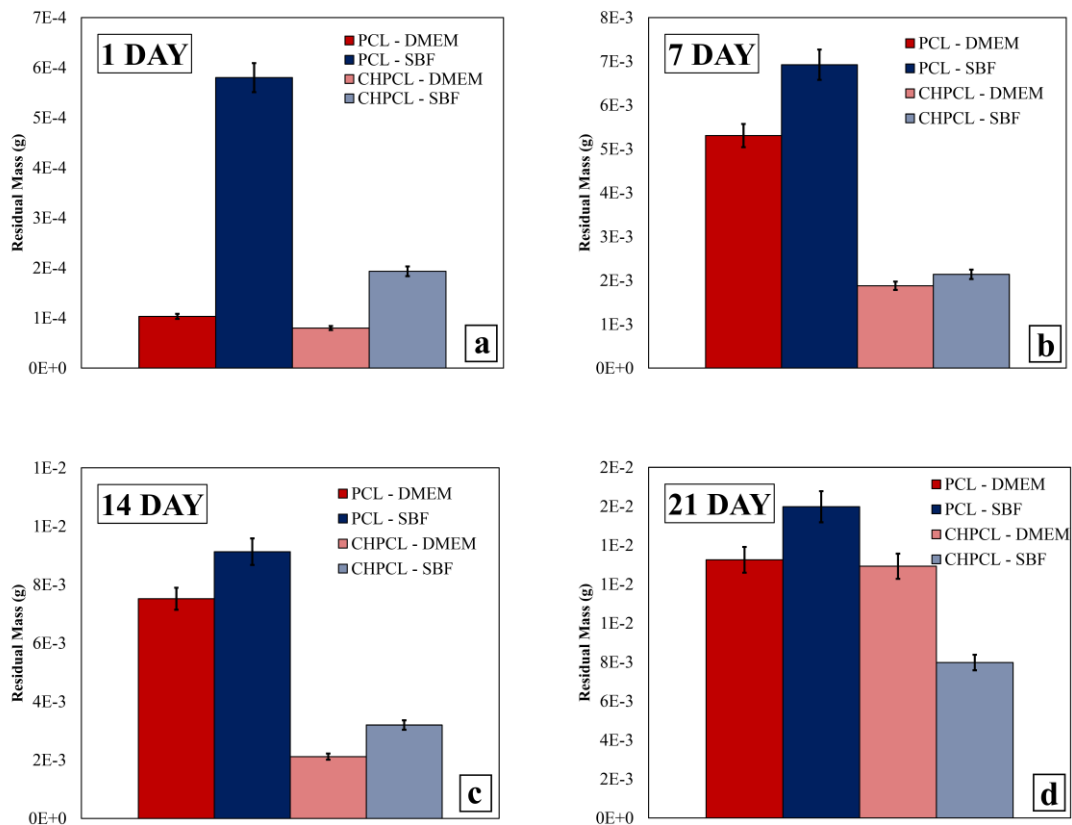 7E-4
1 DAY
PCL - DMEM
PCL - SBF
CHPCL - DMEM
CHPCL - SBF
6E-4
5E-4
4E-4
3E-4
2E-4
1E-4
0E+0
Residual Mass (g)
a
8E-3
7 DAY
PCL - DMEM
PCL - SBF
CHPCL - DMEM
CHPCL - SBF
7E-3
6E-3
5E-3
4E-3
3E-3
2E-3
1E-3
0E+0
Residual Mass (g)
b
1E-2
14 DAY
PCL - DMEM
PCL - SBF
CHPCL - DMEM
CHPCL - SBF
1E-2
8E-3
6E-3
4E-3
2E-3
0E+0
Residual Mass (g)
c
2E-2
21 DAY
PCL - DMEM
PCL - SBF
CHPCL - DMEM
CHPCL - SBF
2E-2
1E-2
1E-2
1E-2
8E-3
6E-3
4E-3
2E-3
0E+0
Residual Mass (g)
d